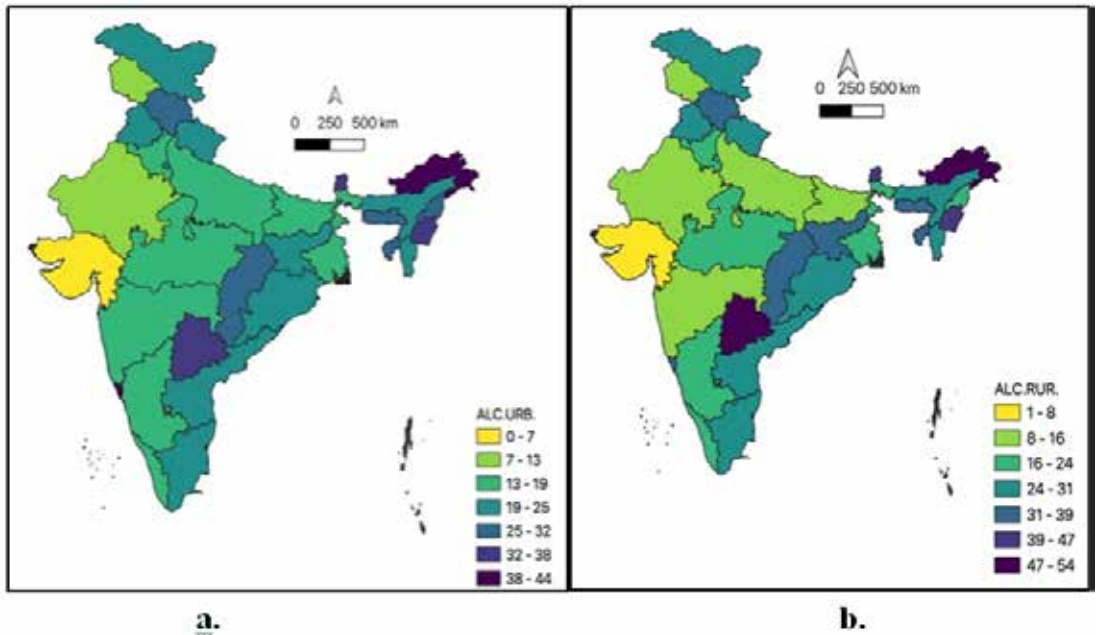 0 250 500 km
ALC.URB.
0 - 7
7 - 13
13 - 19
19 - 25
25 - 32
32 - 38
38 - 44
a.
0 250 500 km
ALC.RUR.
1 - 8
8 - 16
16 - 24
24 - 31
31 - 39
39 - 47
47 - 54
b.